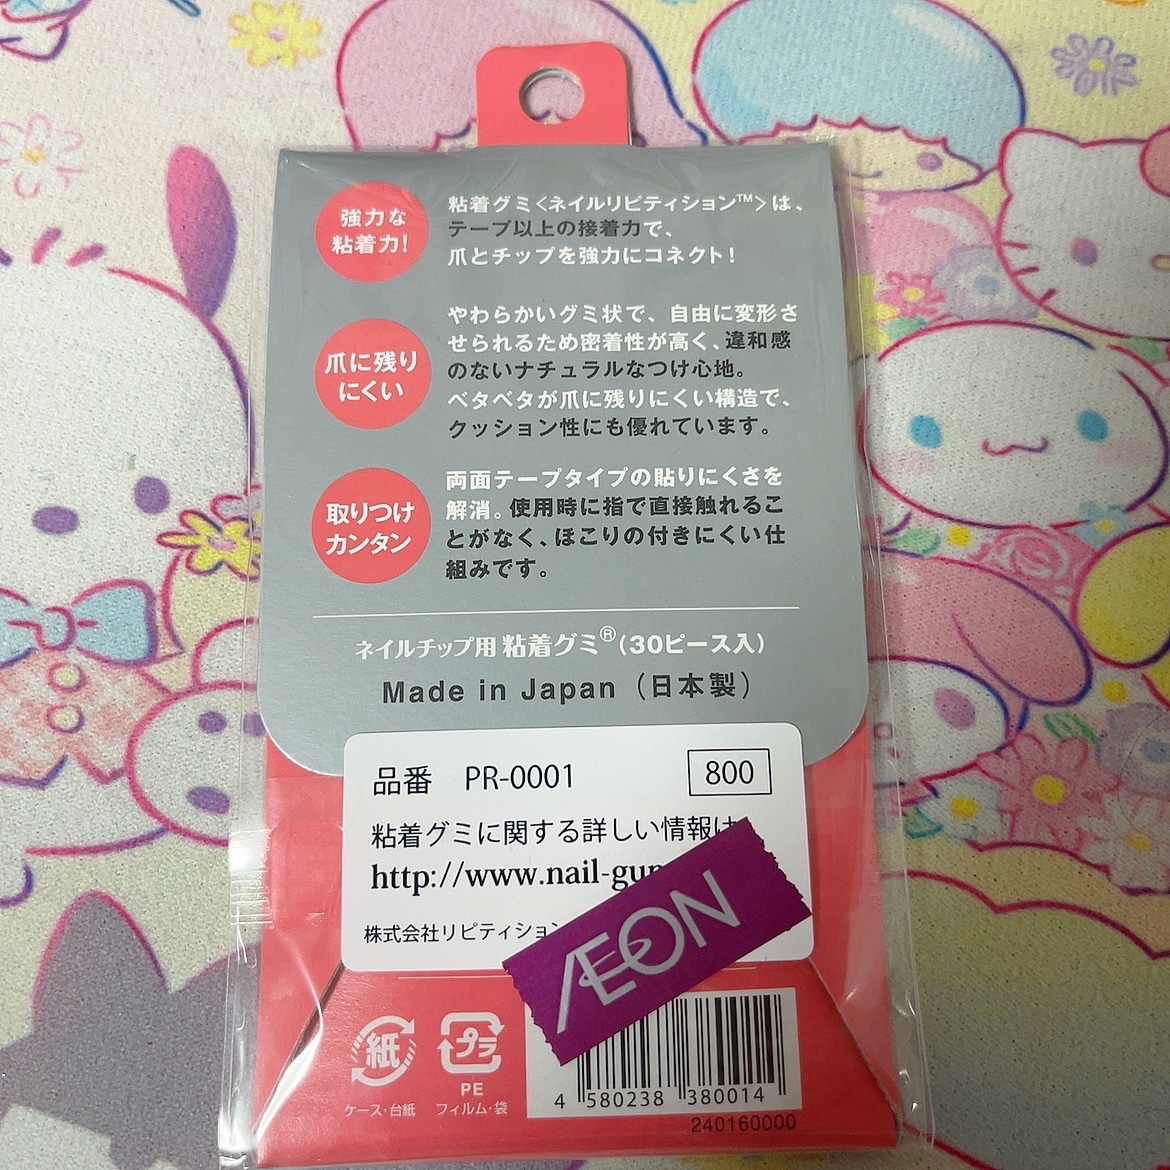 強力な
粘着力!
粘着グミ<ネイルリピティション™>は、
テープ以上の接着力で、
爪とチップを強力にコネクト!
爪に残り
にくい
やわらかいグミ状で、自由に変形さ
せられるため密着性が高く、違和感
のないナチュラルなつけ心地。
ベタベタが爪に残りにくい構造で、
クッション性にも優れています。
取りつけ
カンタン
両面テープタイプの貼りにくさを
解消。使用時に指で直接触れるこ
とがなく、ほこりの付きにくい仕
組みです。
ネイルチップ用 粘着グミ®(30ピース入)
Made in Japan(日本製)
品番 PR-0001
800
粘着グミに関する詳しい情報は
http://www.nail-gu
株式会社リピティション
ÆON
紙
ケース・台紙
プラ
PE
フィルム・袋
4 580238 380014
240160000